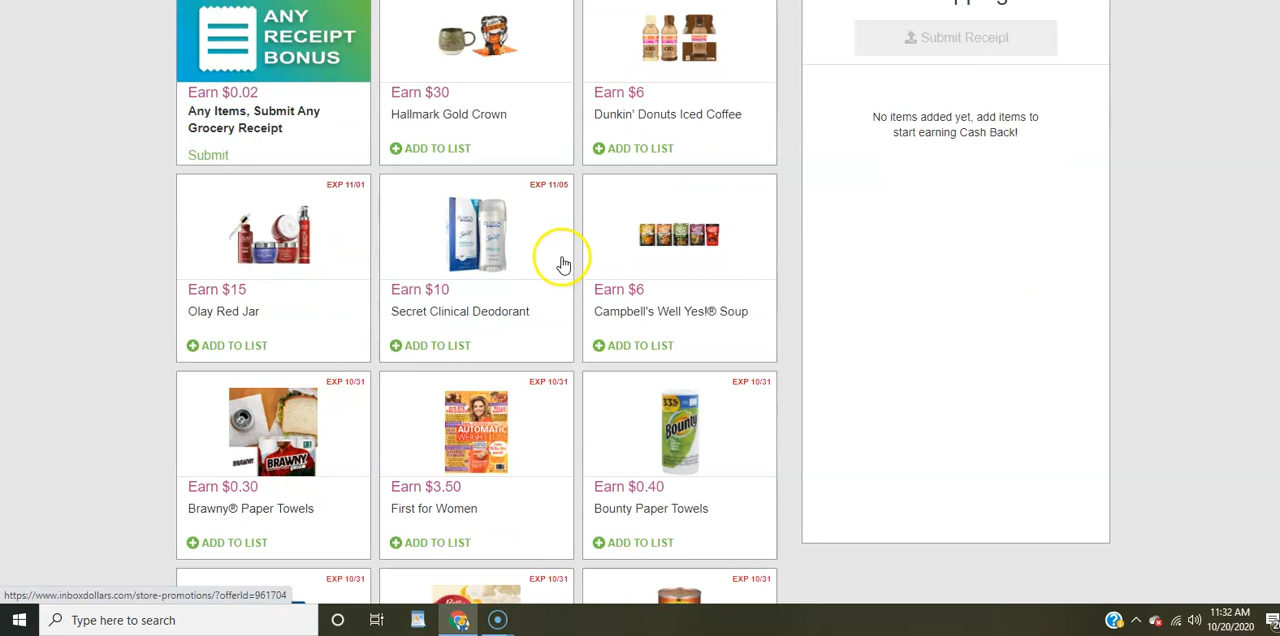 ANY
RECEIPT
BONUS
Earn $0.02
Any Items, Submit Any
Grocery Receipt
Submit
Earn $30
Hallmark Gold Crown
ADD TO LIST
Earn $6
Dunkin' Donuts Iced Coffee
ADD TO LIST
Submit Receipt
No items added yet, add items to
start earning Cash Back!
EXP 11/01
Earn $15
Olay Red Jar
ADD TO LIST
EXP 11/05
Earn $10
Secret Clinical Deodorant
ADD TO LIST
Earn $6
Campbell's Well Yes!® Soup
ADD TO LIST
EXP 10/31
BRAWNY
Earn $0.30
Brawny® Paper Towels
ADD TO LIST
EXP 10/31
AUTOMATIC
Earn $3.50
First for Women
ADD TO LIST
EXP 10/31
Bounty
Earn $0.40
Bounty Paper Towels
ADD TO LIST
EXP 10/31
EXP 10/31
EXP 10/31
https://www.inboxdollars.com/store-promotions/?offerId=961704
Type here to search
11:32 AM
10/20/2020